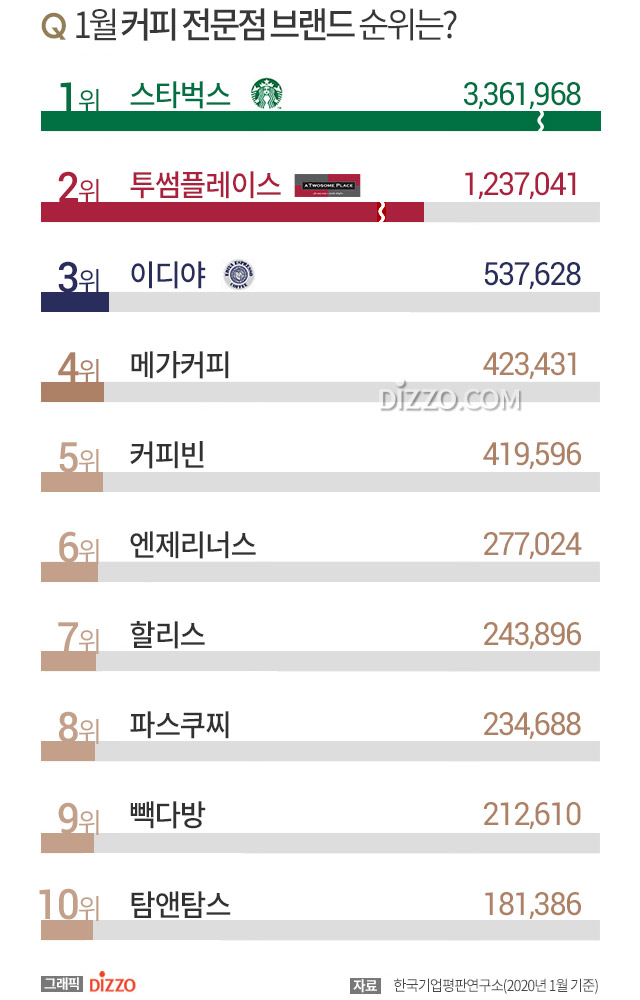 Q 1월 커피 전문점 브랜드 순위는?
1위 스타벅스 3,361,968
2위 투썸플레이스 A TWOSOME PLACE 1,237,041
3위 이디야 537,628
4위 메가커피 423,431
DIZZO.COM
5위 커피빈 419,596
6위 엔제리너스 277,024
7위 할리스 243,896
8위 파스쿠찌 234,688
9위 빽다방 212,610
10위 탐앤탐스 181,386
그래픽 DIZZO 자료 한국기업평판연구소(2020년 1월 기준)